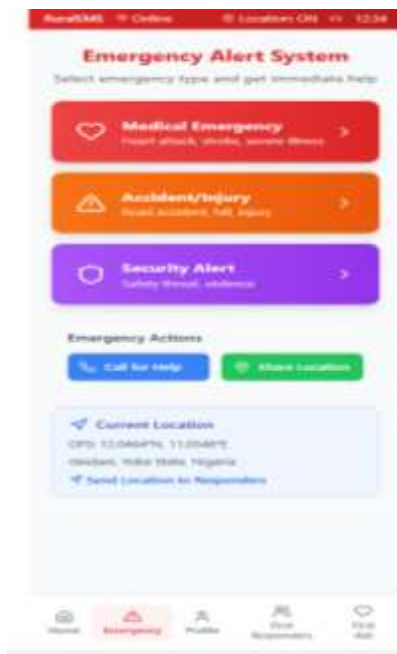 RuralSMS Online Location ON 12:34
Emergency Alert System
Select emergency type and get immediate help
Medical Emergency
Heart attack, stroke, severe illness
Accident/Injury
Road accident, fall, injury
Security Alert
Safety threat, violence
Emergency Actions
Call for Help
Share Location
Current Location
GPS:
Yobe State, Nigeria
Send Location to Responders
Home Emergency Profile First Responders First Aid